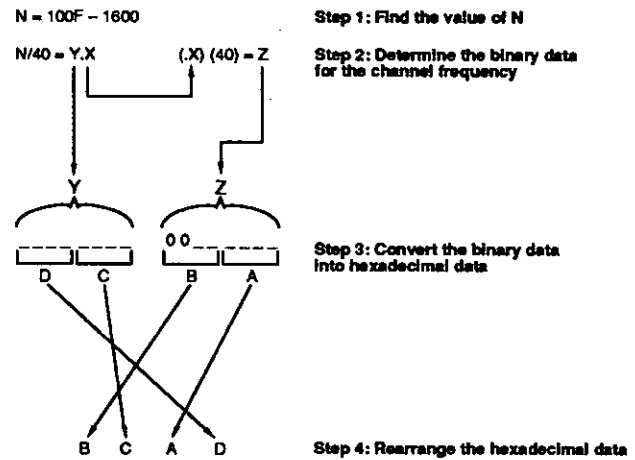 N = 100F – 1600
Step 1: Find the value of N
N/40 = Y.X
(.X) (40) = Z
Step 2: Determine the binary data
for the channel frequency
Y
Z
0 0
Step 3: Convert the binary data
into hexadecimal data
D
C
B
A
B
C
A
D
Step 4: Rearrange the hexadecimal data